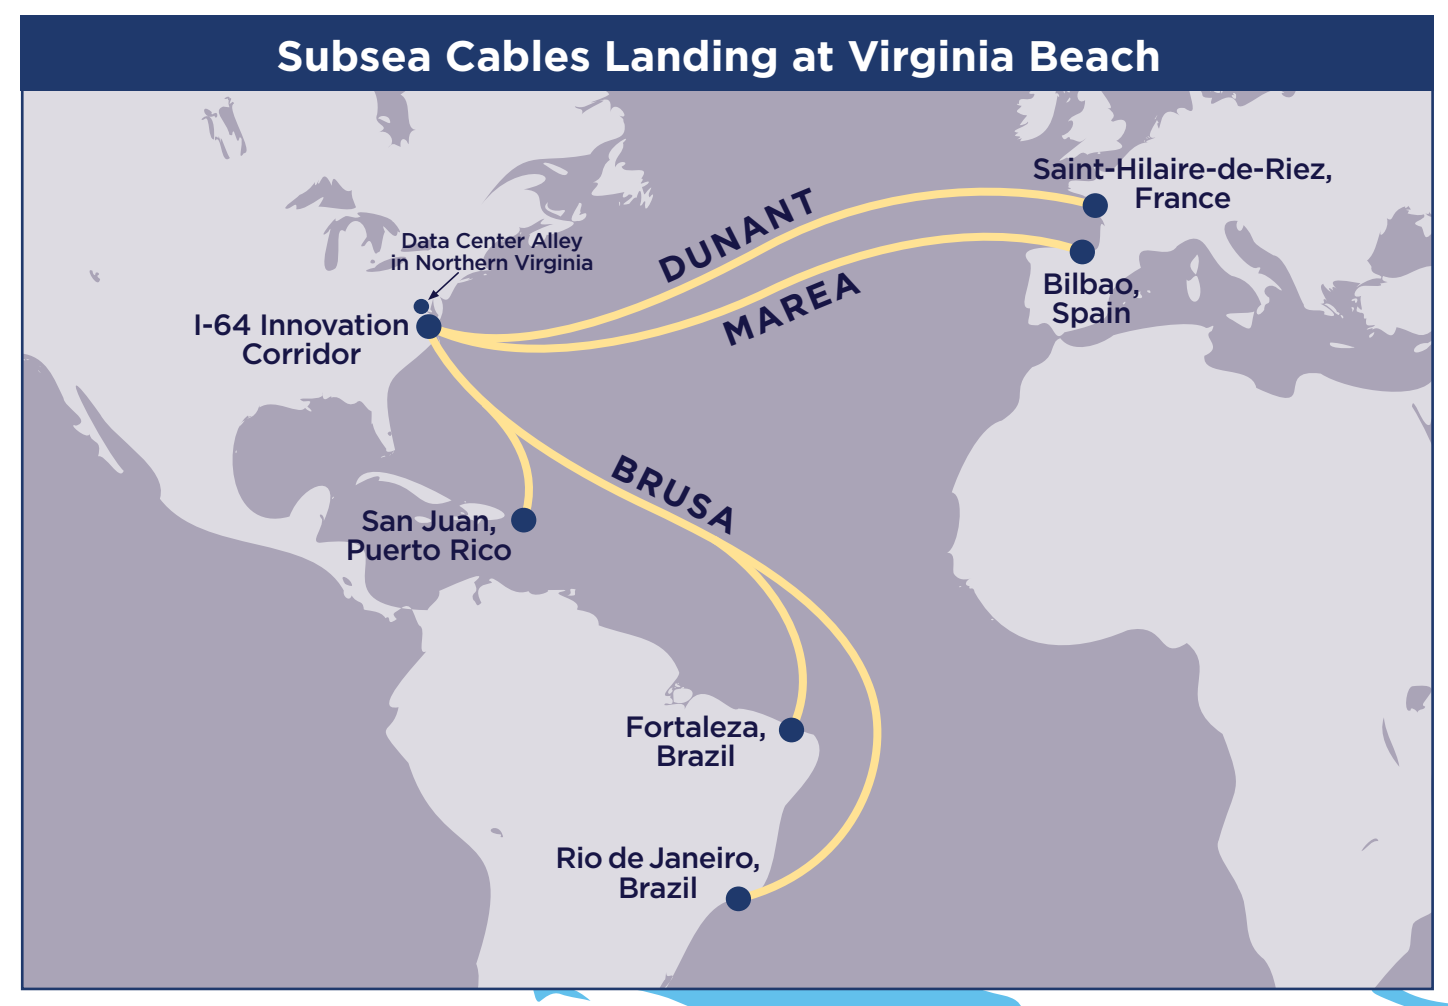 Subsea Cables Landing at Virginia Beach
Saint-Hilaire-de-Riez,
France
DUNANT
Data Center Alley
in Northern Virginia
MAREA
Bilbao,
Spain
I-64 Innovation
Corridor
BRUSA
San Juan,
Puerto Rico
Fortaleza,
Brazil
Rio de Janeiro,
Brazil